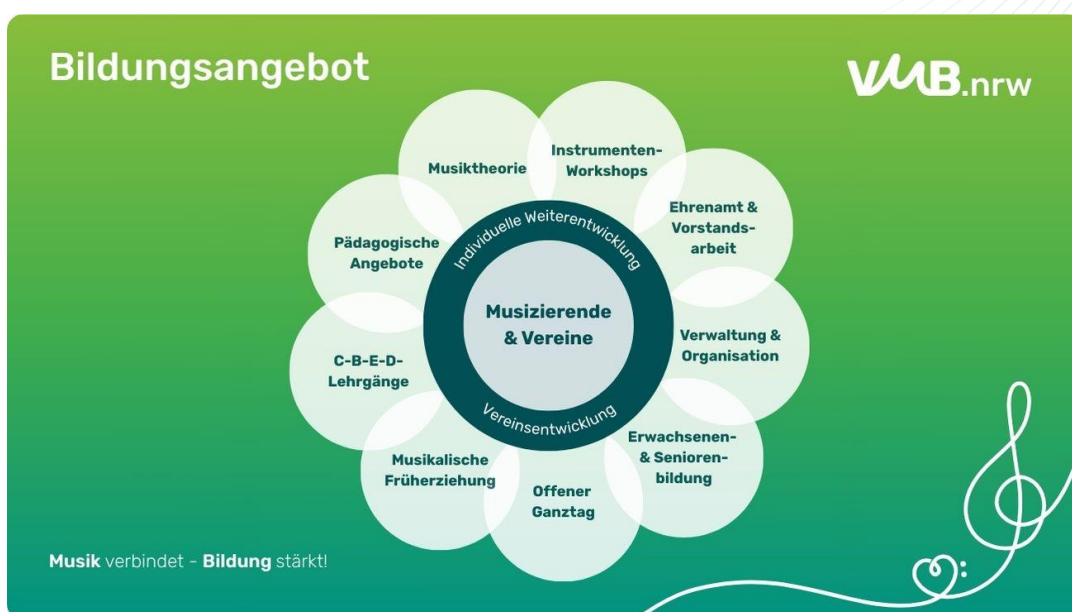 Bildungsangebot
VMB.nrw
Instrumenten-
Workshops
Musiktheorie
Ehrenamt &
Vorstands-
arbeit
Pädagogische
Angebote
Individuelle Weiterentwicklung
Musizierende
& Vereine
Verwaltung &
Organisation
C-B-E-D-
Lehrgänge
Vereinsentwicklung
Erwachsenen-
& Senioren-
bildung
Musikalische
Früherziehung
Offener
Ganztag
Musik verbindet - Bildung stärkt!